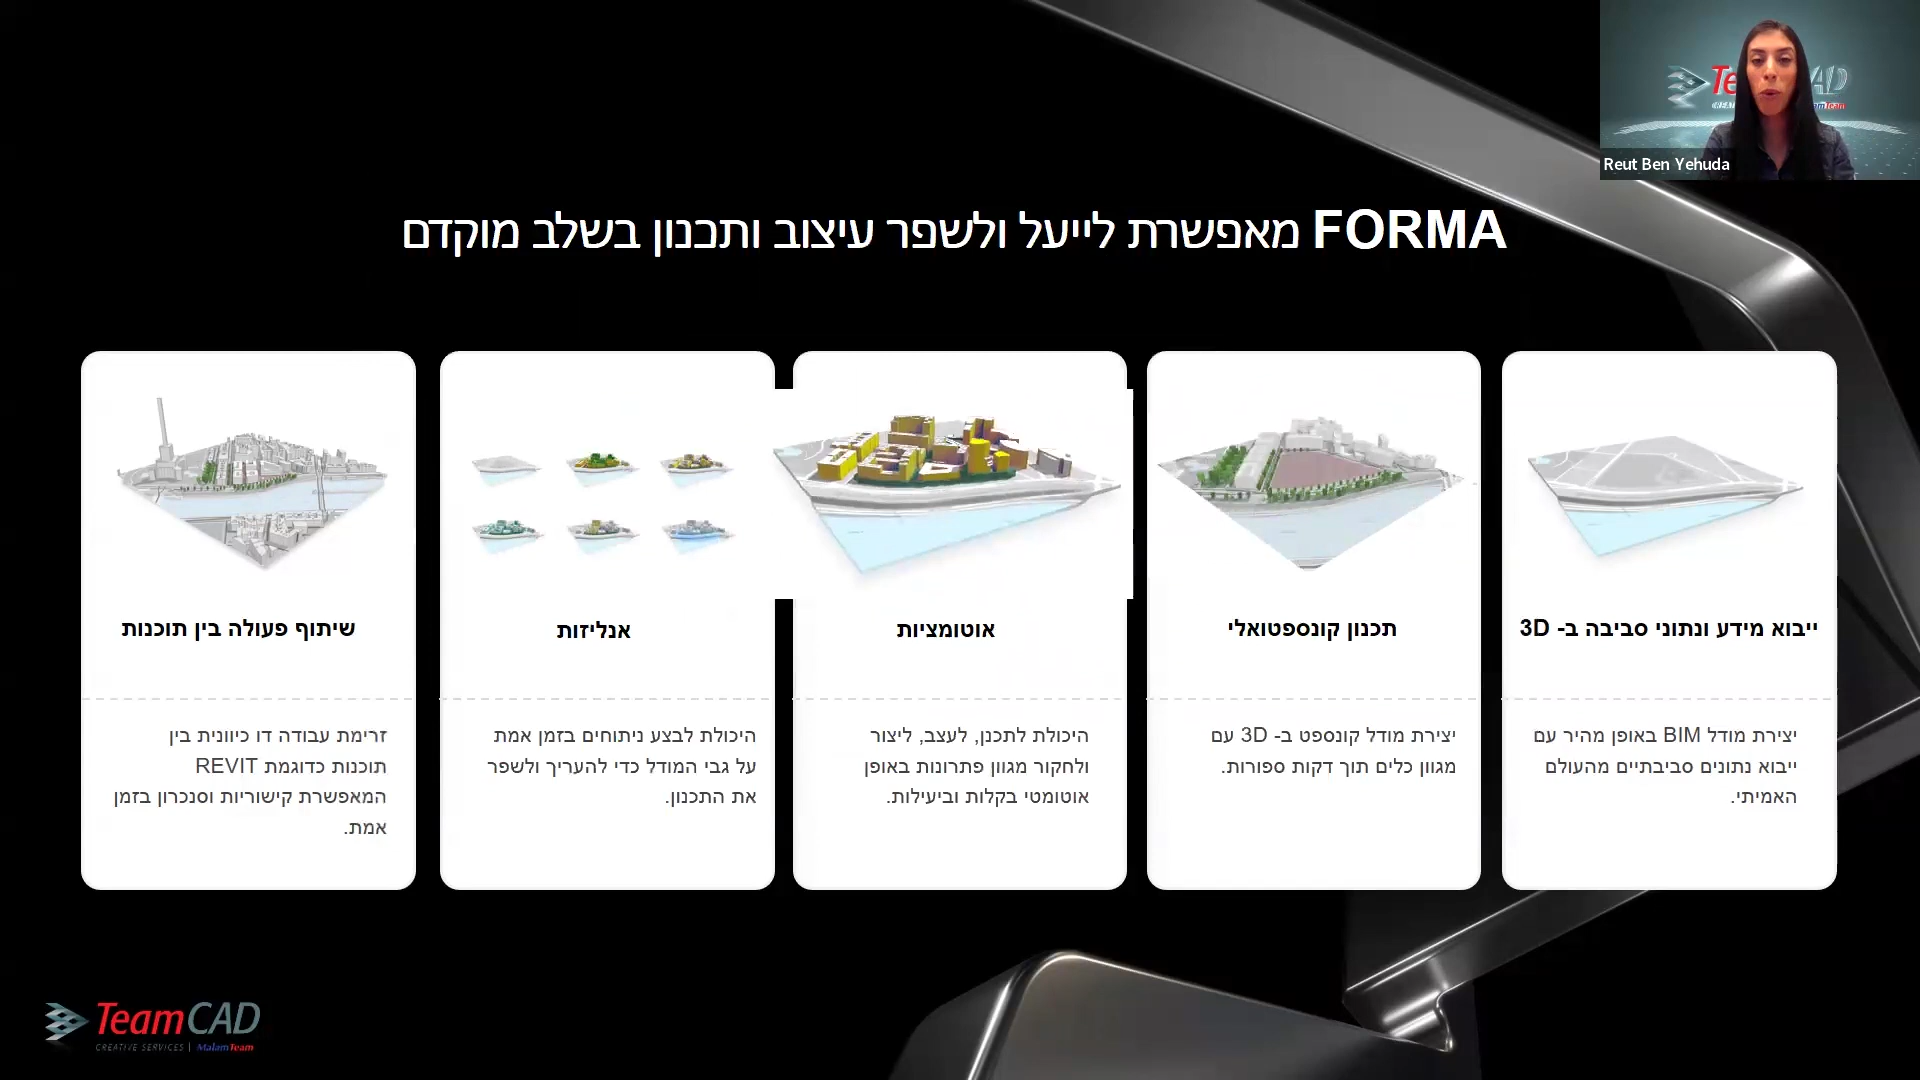 Reut Ben Yehuda
FORMA מאפשרת לייעל ולשפר עיצוב ותכנון בשלב מוקדם
ייבוא מידע ונתוני סביבה ב- 3D
יצירת מודל BIM באופן מהיר עם
ייבוא נתונים סביבתיים מהעולם
האמיתי.
תכנון קונספטואלי
יצירת מודל קונספט ב- 3D עם
מגוון כלים תוך דקות ספורות.
אוטומציות
היכולת לתכנן, לעצב, ליצור
ולחקור מגוון פתרונות באופן
אוטומטי בקלות וביעילות.
אנליזות
היכולת לבצע ניתוחים בזמן אמת
על גבי המודל כדי להעריך ולשפר
את התכנון.
שיתוף פעולה בין תוכנות
זרימת עבודה דו כיוונית בין
תוכנות כדוגמת REVIT
המאפשרת קישוריות וסנכרון בזמן
אמת.
TeamCAD
CREATIVE SERVICES | MalamTeam